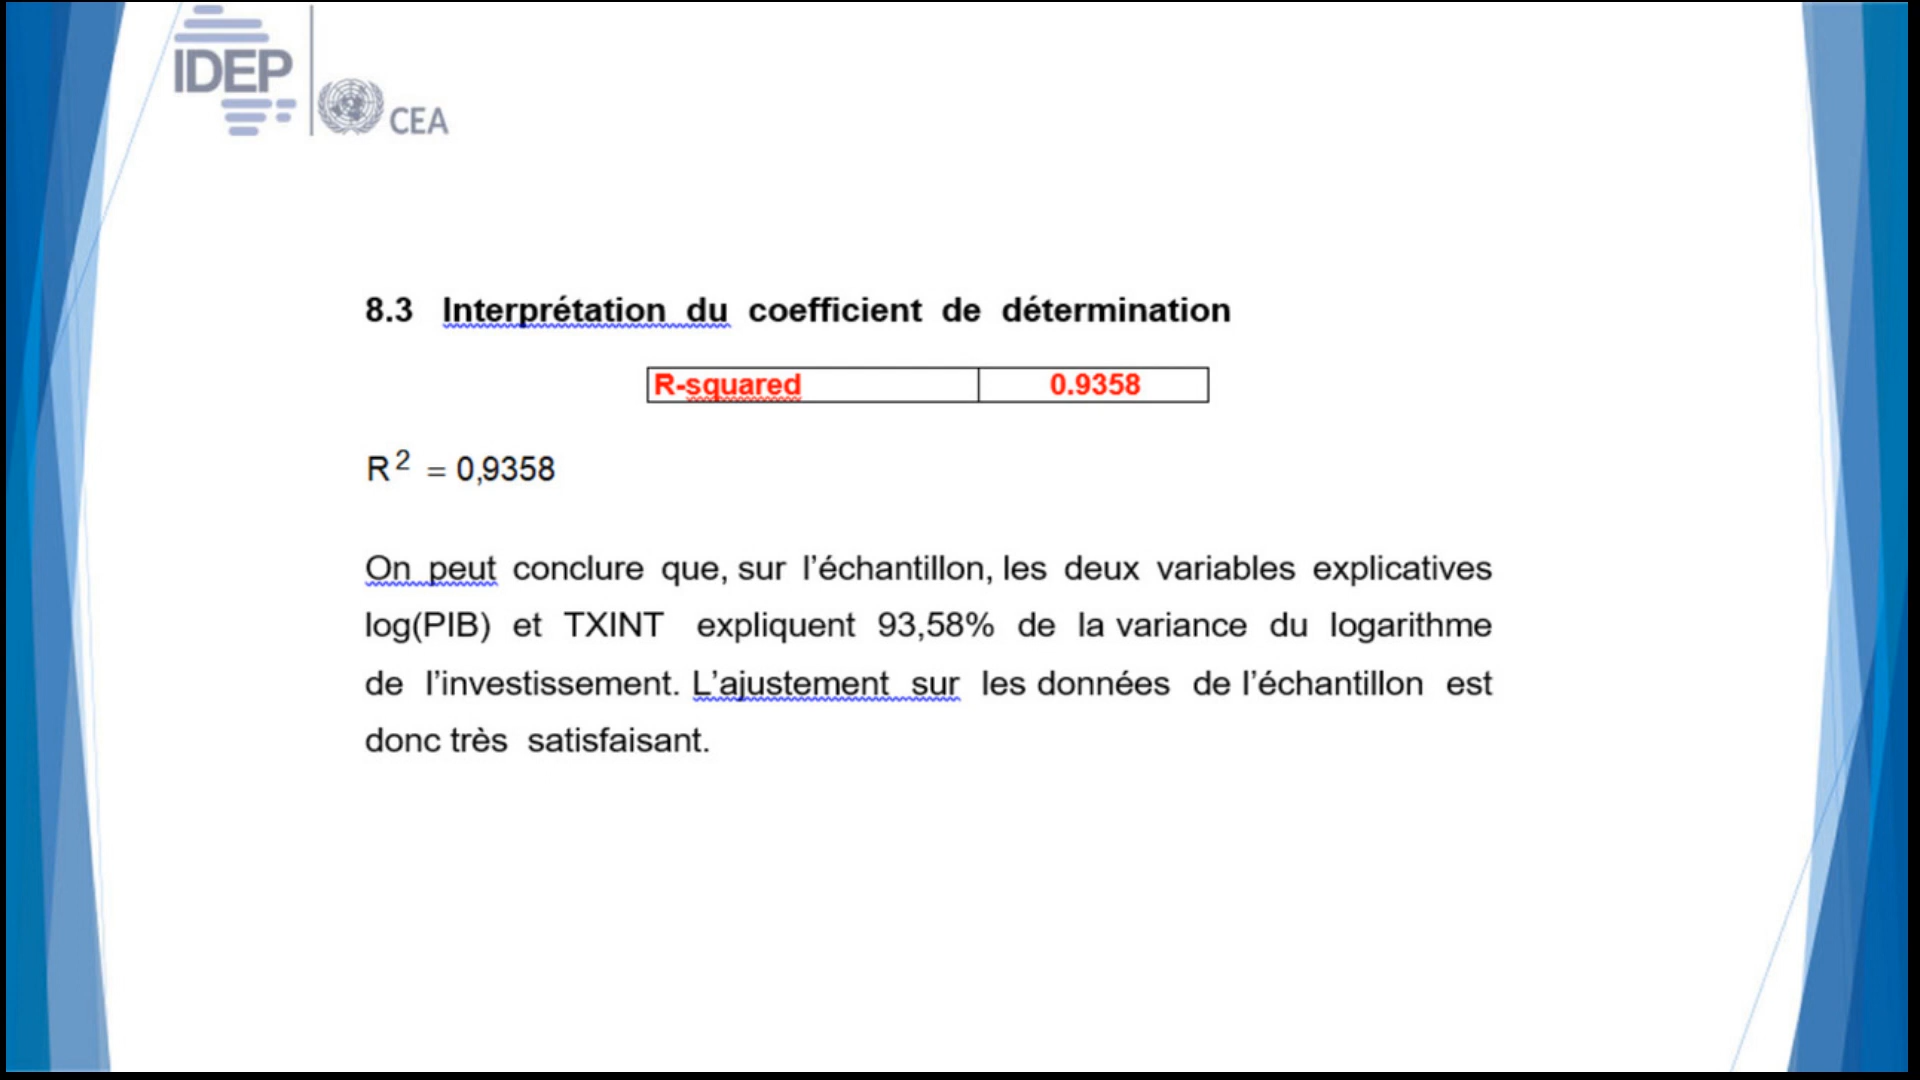 IDEP
CEA
8.3 Interprétation du coefficient de détermination
R-squared 0.9358
R² = 0,9358
On peut conclure que, sur l’échantillon, les deux variables explicatives
log(PIB) et TXINT expliquent 93,58% de la variance du logarithme
de l’investissement. L’ajustement sur les données de l’échantillon est
donc très satisfaisant.